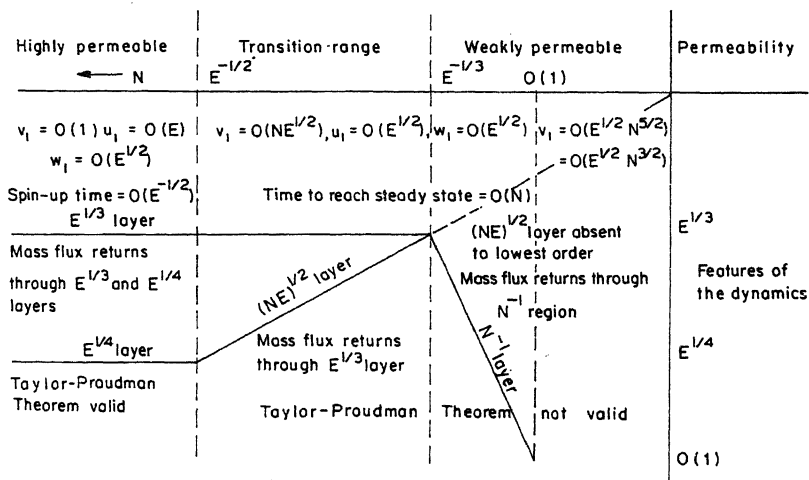 Highly permeable
Transition-range
Weakly permeable
Permeability
← N
E^{-1/2}
E^{-1/3}
O(1)
v₁ = O(1) u₁ = O(E)
w₁ = O(E^{1/2})
v₁ = O(NE^{1/2}), u₁ = O(E^{1/2}), w₁ = O(E^{1/2})
v₁ = O(E^{1/2} N^{5/2})
= O(E^{1/2} N^{3/2})
Spin-up time = O(E^{-1/2})
Time to reach steady state = O(N)
E^{1/3} layer
(NE)^{1/2} layer absent
to lowest order
E^{1/3}
Mass flux returns
through E^{1/3} and E^{1/4}
layers
(NE)^{1/2} layer
Mass flux returns through
N^{-1} region
Features of
the dynamics
E^{1/4} layer
Mass flux returns
through E^{1/3} layer
N^{-1} layer
E^{1/4}
Taylor-Proudman
Theorem valid
Taylor-Proudman Theorem not valid
O(1)